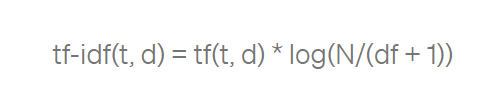 tf-idf(t, d) = tf(t, d) * log(N/(df + 1))